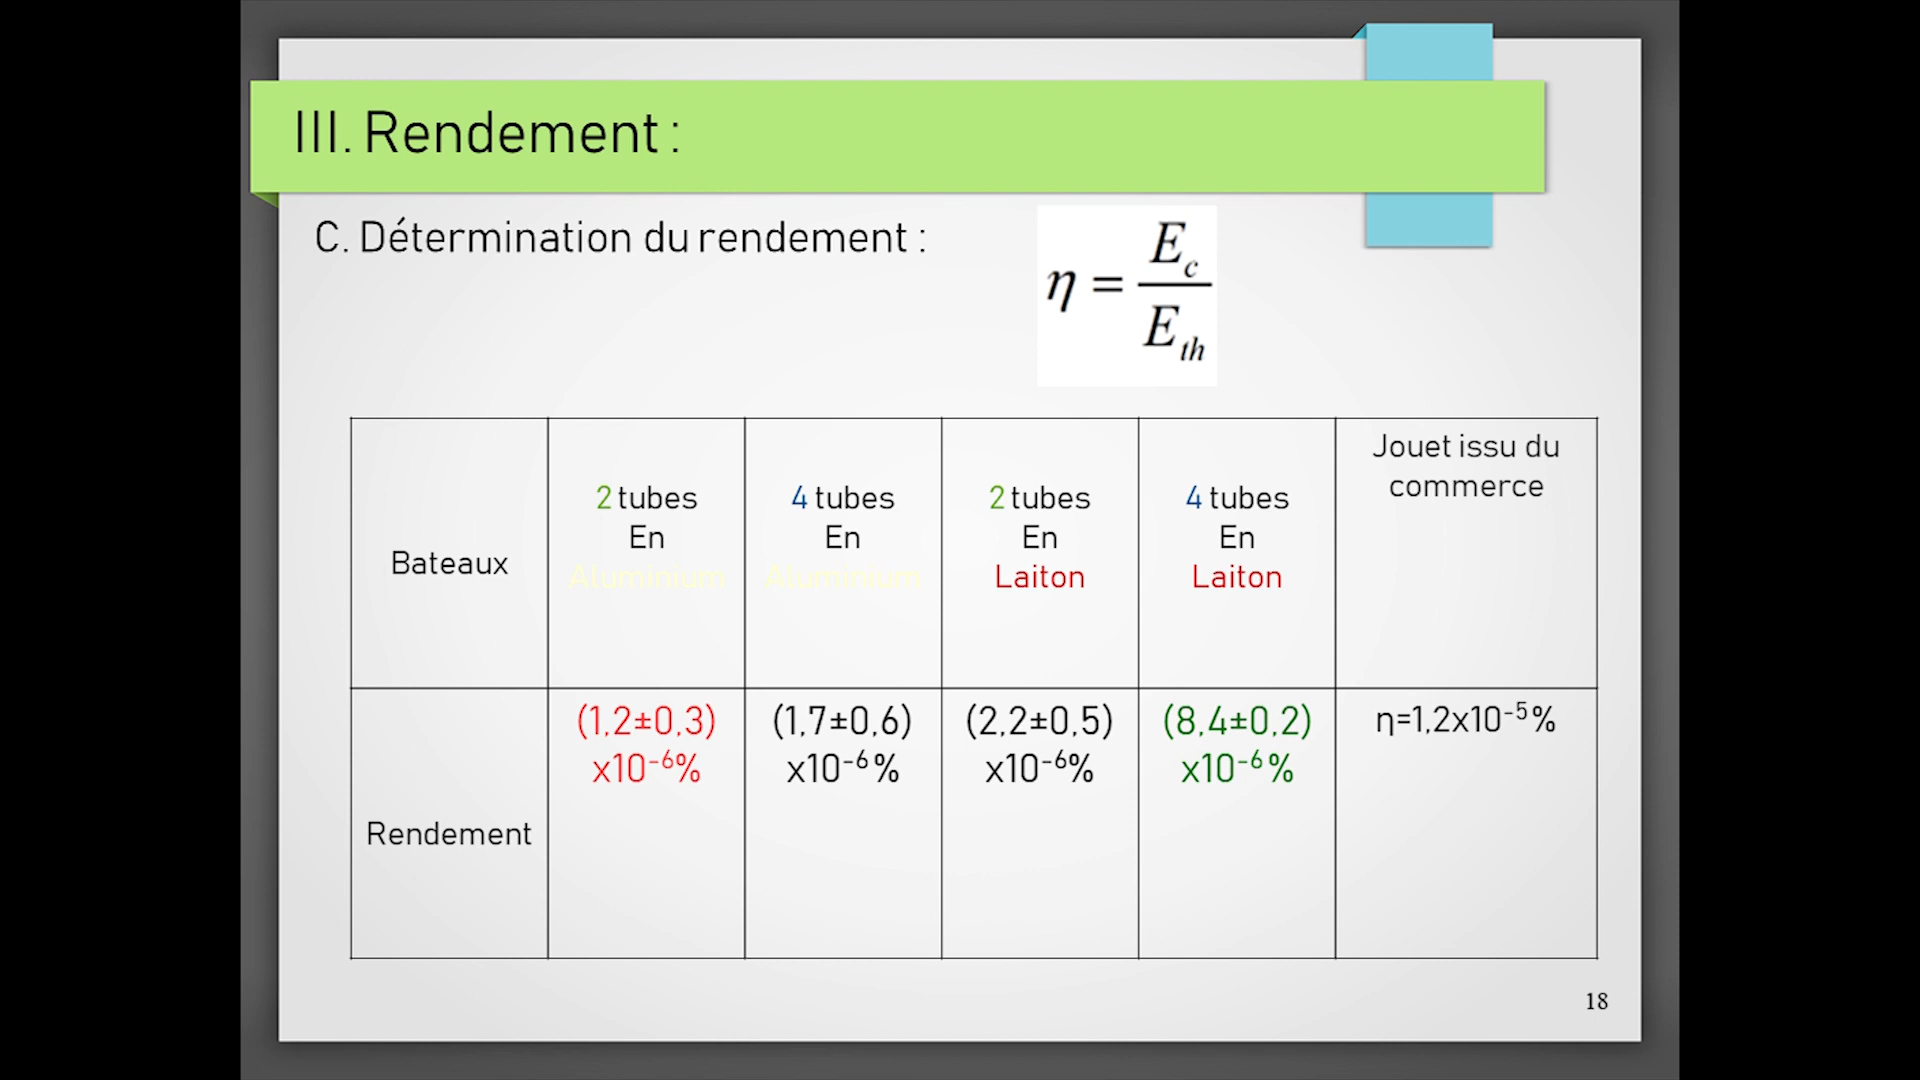 III. Rendement :
C. Détermination du rendement :
η = E_c / E_th
Bateaux
2 tubes
En
Aluminium
4 tubes
En
Aluminium
2 tubes
En
Laiton
4 tubes
En
Laiton
Jouet issu du
commerce
Rendement
(1,2±0,3)
x10⁻⁶%
(1,7±0,6)
x10⁻⁶%
(2,2±0,5)
x10⁻⁶%
(8,4±0,2)
x10⁻⁶%
η=1,2x10⁻⁵%
18